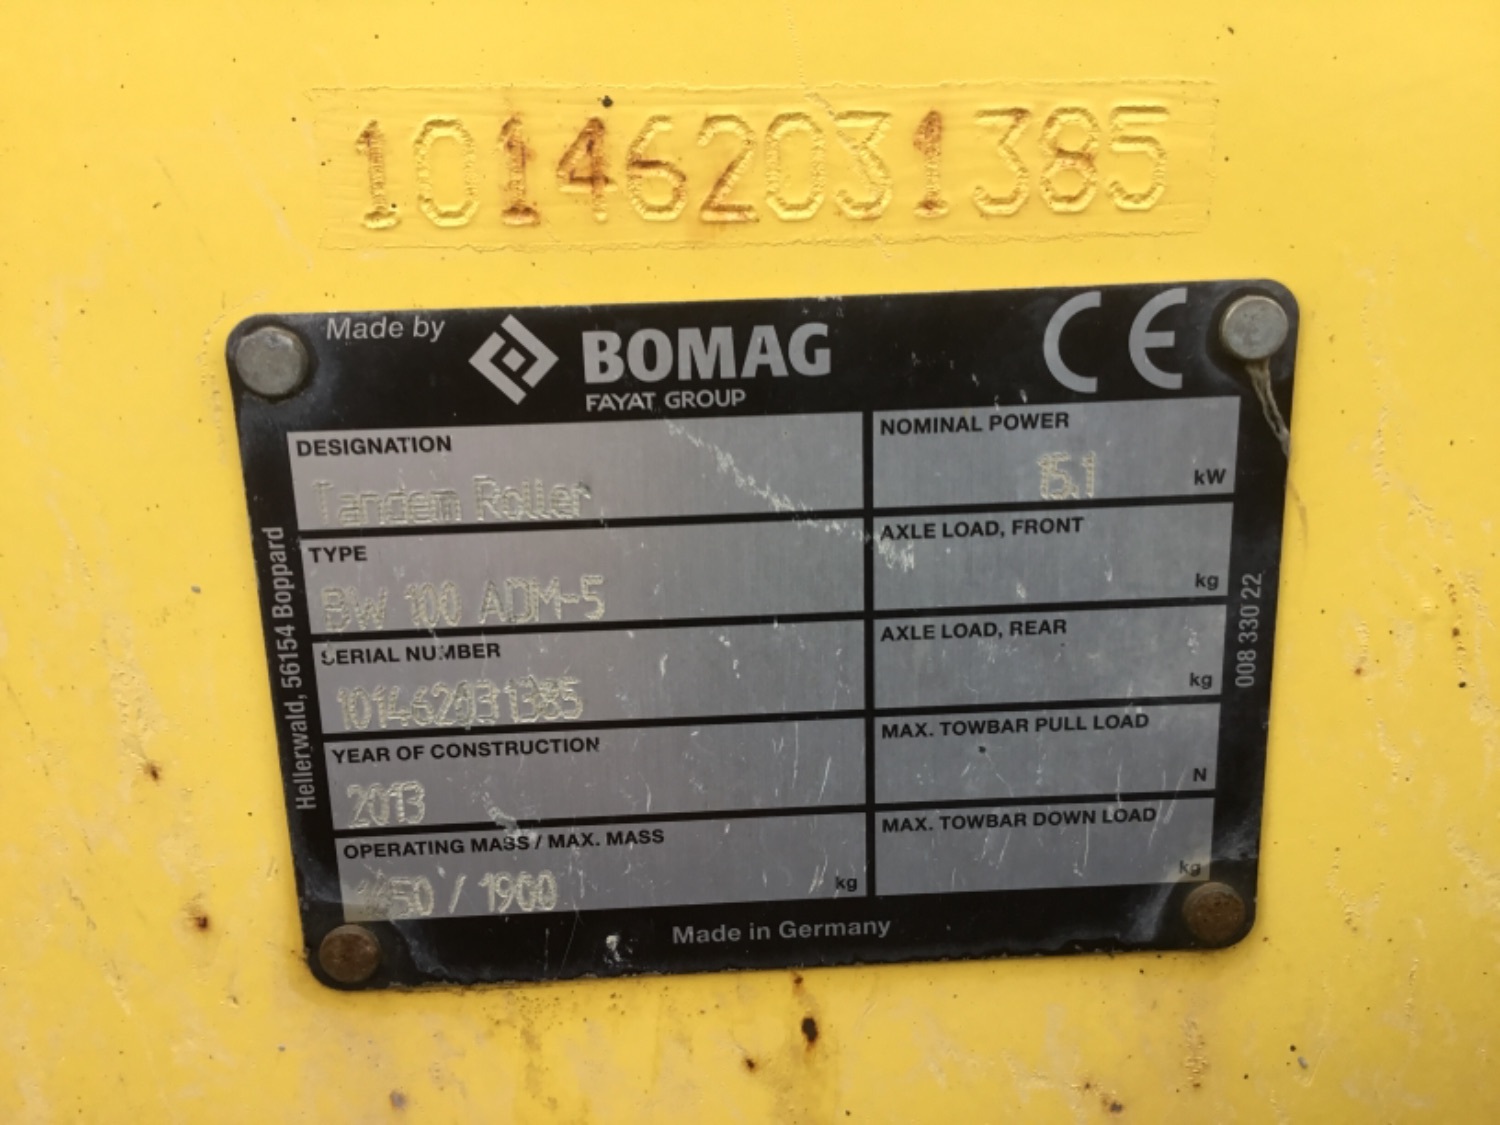 101462031385
Made by
BOMAG
FAYAT GROUP
CE
DESIGNATION
Tandem Roller
NOMINAL POWER
15.1 kW
TYPE
BW 100 ADM-5
AXLE LOAD, FRONT
kg
SERIAL NUMBER
101462031385
AXLE LOAD, REAR
kg
YEAR OF CONSTRUCTION
2013
MAX. TOWBAR PULL LOAD
N
OPERATING MASS / MAX. MASS
/ 1900 kg
MAX. TOWBAR DOWN LOAD
kg
Made in Germany
Hellerwald, 56154 Boppard
008 330 22